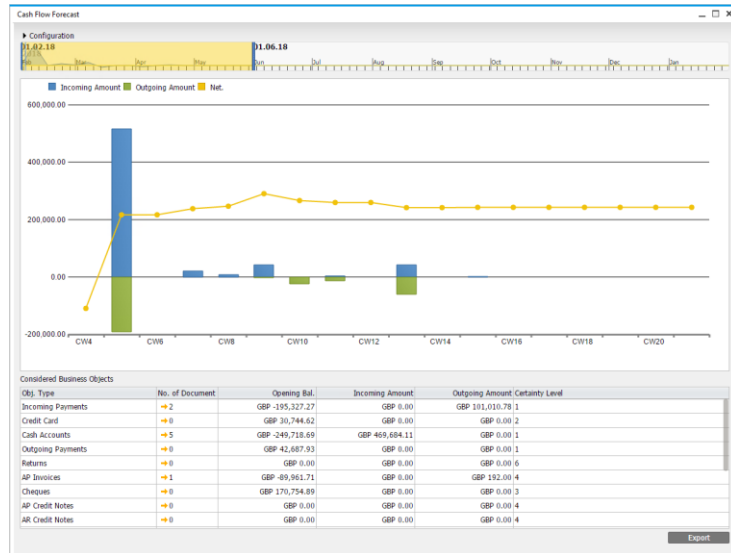 Cash Flow Forecast
Configuration
01.02.18 01.06.18
Feb Mar Apr May Jun Jul Aug Sep Oct Nov Dec Jan
Incoming Amount Outgoing Amount Net.
600,000.00
400,000.00
200,000.00
0.00
-200,000.00
CW4 CW6 CW8 CW10 CW12 CW14 CW16 CW18 CW20
Considered Business Objects
Obj. Type No. of Document Opening Bal. Incoming Amount Outgoing Amount Certainty Level
Incoming Payments 2 GBP -195,327.27 GBP 0.00 GBP 101,010.78 1
Credit Card 0 GBP 30,744.62 GBP 0.00 GBP 0.00 2
Cash Accounts 5 GBP -249,718.69 GBP 469,684.11 GBP 0.00 1
Outgoing Payments 0 GBP 42,687.93 GBP 0.00 GBP 0.00 1
Returns 0 GBP 0.00 GBP 0.00 GBP 0.00 6
AP Invoices 1 GBP -89,961.71 GBP 0.00 GBP 192.00 4
Cheques 0 GBP 170,754.89 GBP 0.00 GBP 0.00 3
AP Credit Notes 0 GBP 0.00 GBP 0.00 GBP 0.00 4
AR Credit Notes 0 GBP 0.00 GBP 0.00 GBP 0.00 4
Export